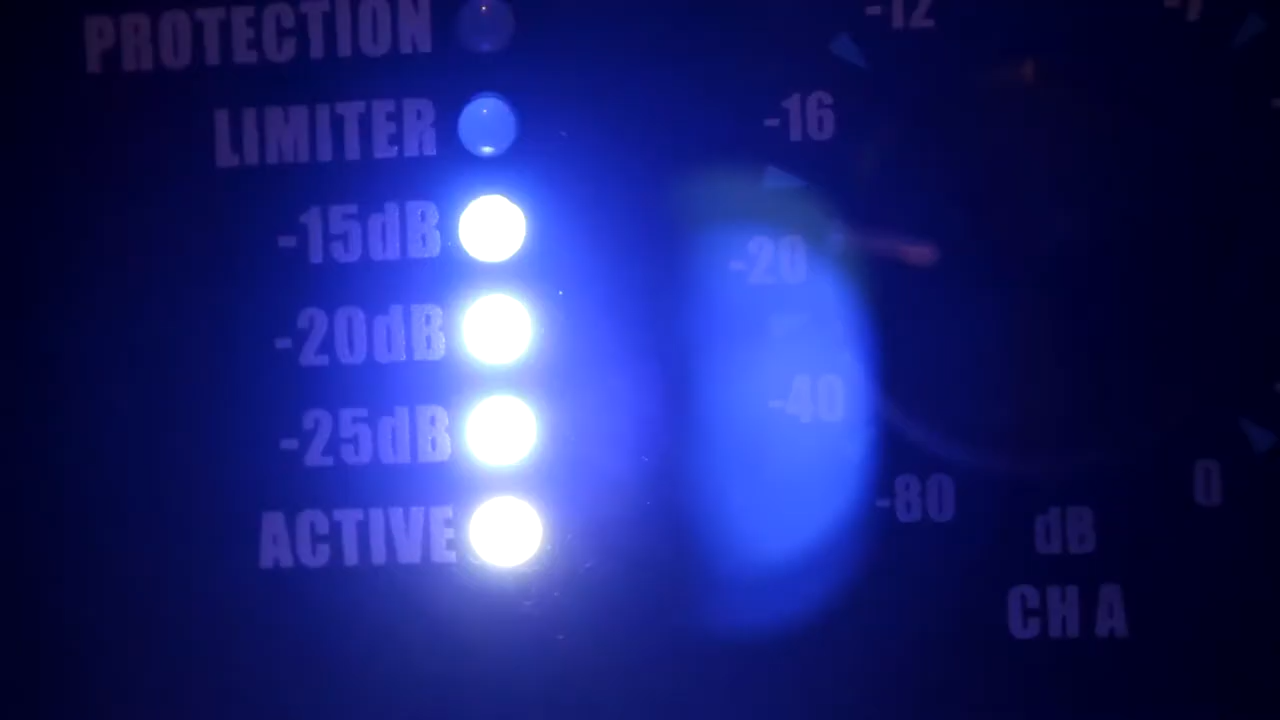 PROTECTION
LIMITER
-15dB
-20dB
-25dB
ACTIVE
-12
-16
-20
-40
-80
0
dB
CH A